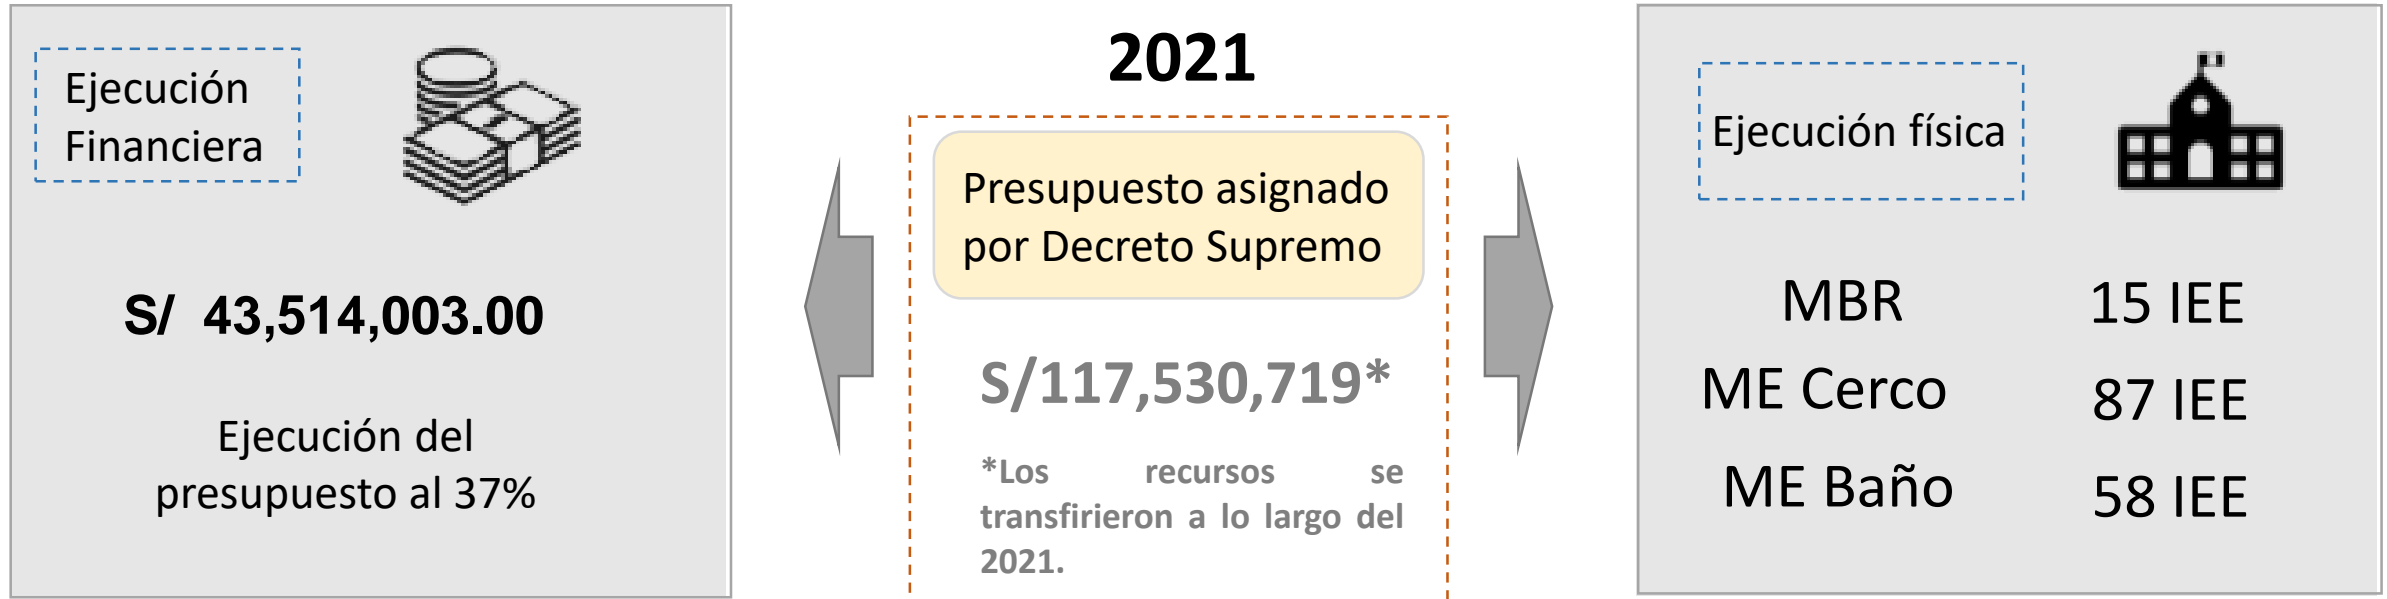 Ejecución
Financiera
S/ 43,514,003.00
Ejecución del
presupuesto al 37%
2021
Presupuesto asignado
por Decreto Supremo
S/117,530,719*
*Los recursos se
transfirieron a lo largo del
2021.
Ejecución física
MBR 15 IEE
ME Cerco 87 IEE
ME Baño 58 IEE